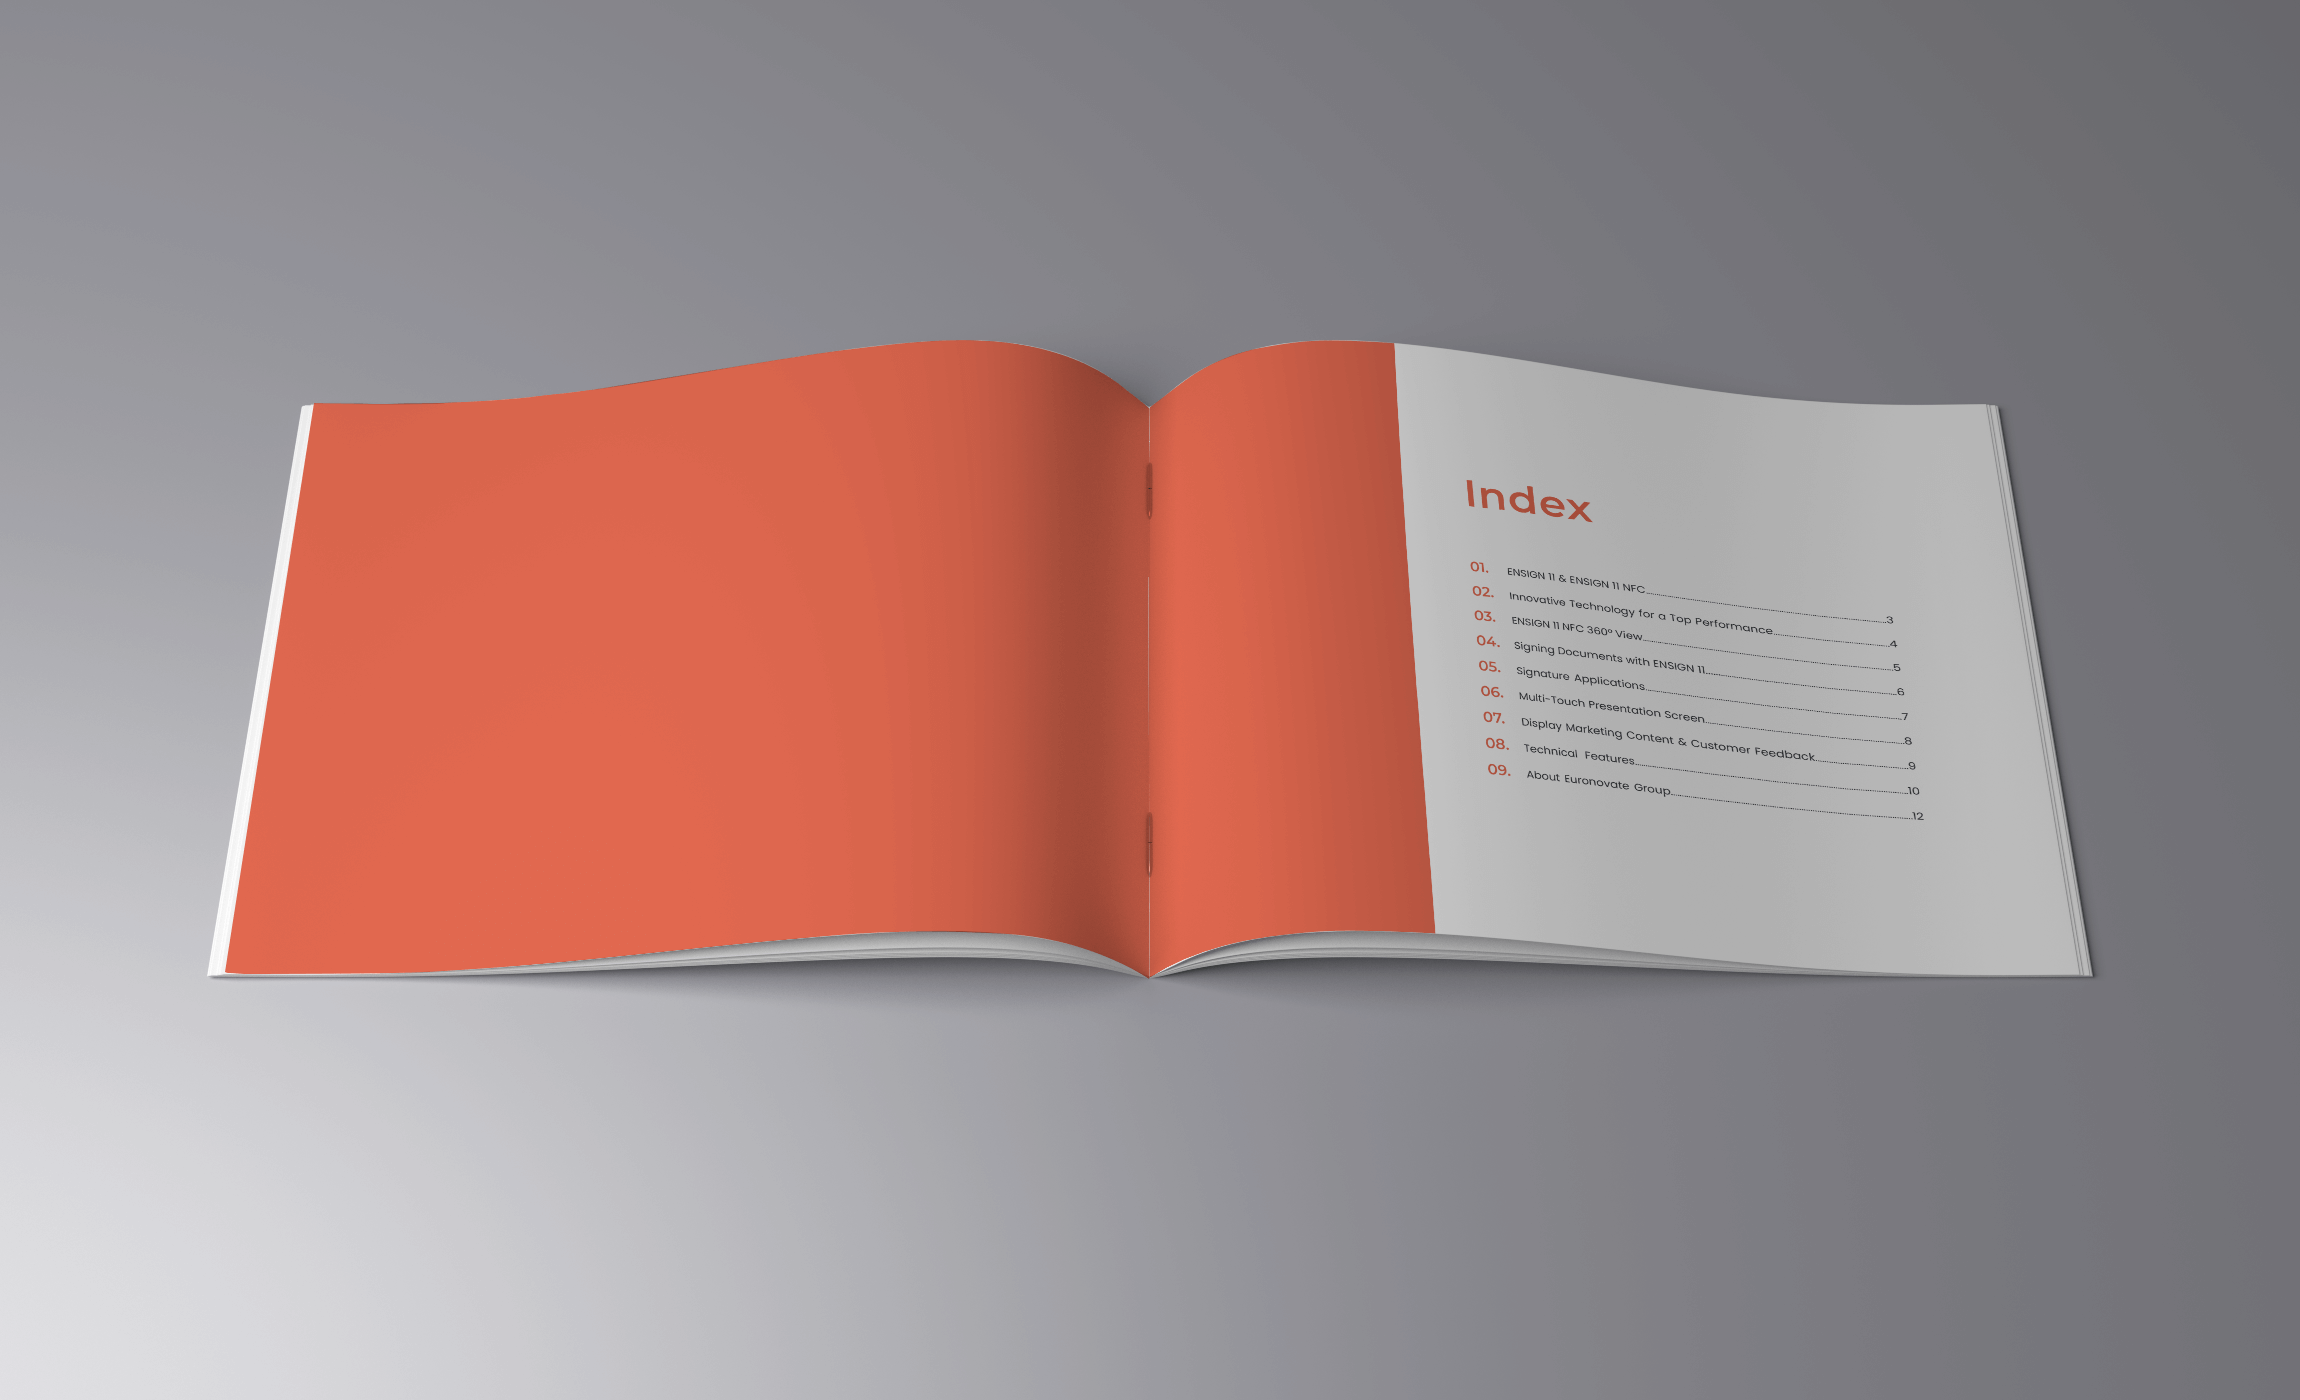 Index
01. ENSIGN 11 & ENSIGN 11 NFC 3
02. Innovative Technology for a Top Performance 4
03. ENSIGN 11 NFC 360º View 5
04. Signing Documents with ENSIGN 11 6
05. Signature Applications 7
06. Multi-Touch Presentation Screen 8
07. Display Marketing Content & Customer Feedback 9
08. Technical Features 10
09. About Euronovate Group 12